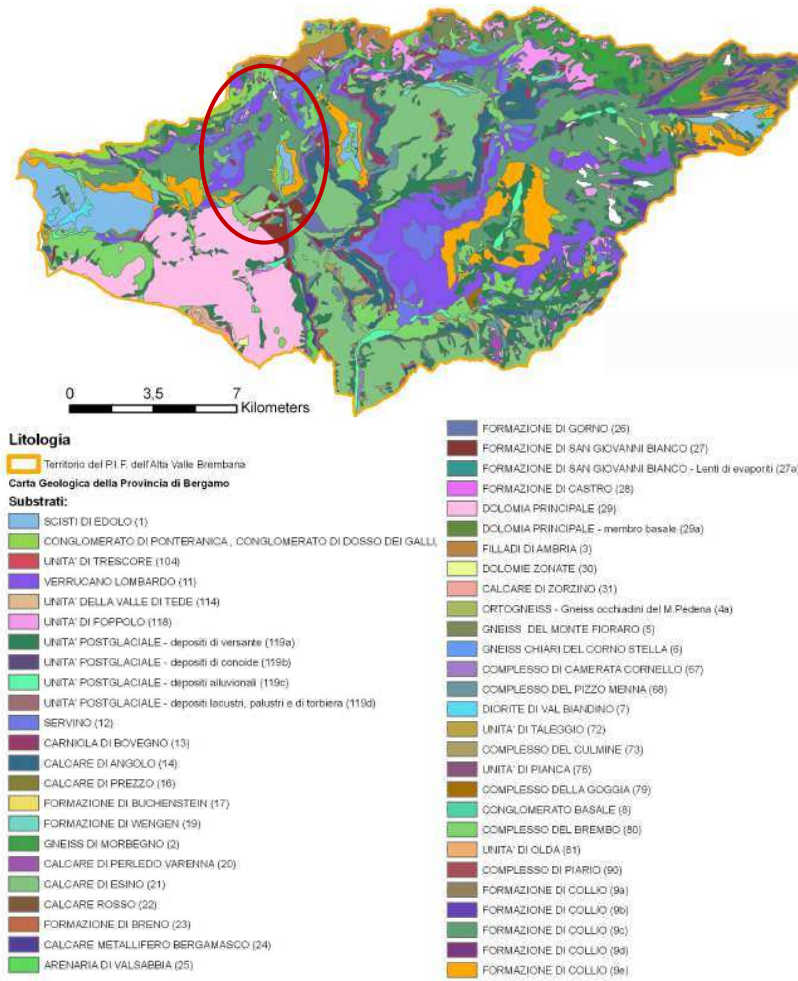 0 3,5 7
Kilometers
Litologia
Territorio del P.I.F. dell'Alta Valle Brembana
Carta Geologica della Provincia di Bergamo
Substrati:
SCISTI DI EDOLO (1)
CONGLOMERATO DI PONTERANICA , CONGLOMERATO DI DOSSO DEI GALLI,
UNITA' DI TRESCORE (104)
VERRUCANO LOMBARDO (11)
UNITA' DELLA VALLE DI TEDE (114)
UNITA' DI FOPPOLO (118)
UNITA' POSTGLACIALE - depositi di versante (119a)
UNITA' POSTGLACIALE - depositi di conoide (119b)
UNITA' POSTGLACIALE - depositi alluvionali (119c)
UNITA' POSTGLACIALE - depositi lacustri, palustri e di torbiera (119d)
SERVINO (12)
CARNIOLA DI BOVEGNO (13)
CALCARE DI ANGOLO (14)
CALCARE DI PREZZO (16)
FORMAZIONE DI BUCHENSTEIN (17)
FORMAZIONE DI WENGEN (19)
GNEISS DI MORBEGNO (2)
CALCARE DI PERLEDO VARENNA (20)
CALCARE DI ESINO (21)
CALCARE ROSSO (22)
FORMAZIONE DI BRENO (23)
CALCARE METALLIFERO BERGAMASCO (24)
ARENARIA DI VALSABBIA (25)
FORMAZIONE DI GORNO (26)
FORMAZIONE DI SAN GIOVANNI BIANCO (27)
FORMAZIONE DI SAN GIOVANNI BIANCO - Lenti di evaporiti (27a)
FORMAZIONE DI CASTRO (28)
DOLOMIA PRINCIPALE (29)
DOLOMIA PRINCIPALE - membro basale (29a)
FILLADI DI AMBRIA (3)
DOLOMIE ZONATE (30)
CALCARE DI ZORZINO (31)
ORTOGNEISS - Gneiss occhiadini del M.Pedena (4a)
GNEISS DEL MONTE FIORARO (5)
GNEISS CHIARI DEL CORNO STELLA (6)
COMPLESSO DI CAMERATA CORNELLO (67)
COMPLESSO DEL PIZZO MENNA (68)
DIORITE DI VAL BIANDINO (7)
UNITA' DI TALEGGIO (72)
COMPLESSO DEL CULMINE (73)
UNITA' DI PIANCA (76)
COMPLESSO DELLA GOGGIA (79)
CONGLOMERATO BASALE (8)
COMPLESSO DEL BREMBO (80)
UNITA' DI OLDA (81)
COMPLESSO DI PIARIO (90)
FORMAZIONE DI COLLIO (9a)
FORMAZIONE DI COLLIO (9b)
FORMAZIONE DI COLLIO (9c)
FORMAZIONE DI COLLIO (9d)
FORMAZIONE DI COLLIO (9e)